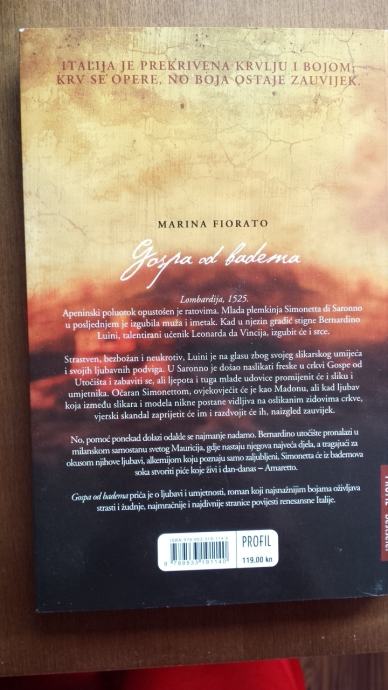 ITALIJA JE PREKRIVENA KRVLJU I BOJOM;
KRV SE OPERE, NO BOJA OSTAJE ZAUVIJEK.
MARINA FIORATO
Gospa od badema
Lombardija, 1525.
Apeninski poluotok opustošen je ratovima. Mlada plemkinja Simonetta di Saronno
u posljednjem je izgubila muža i imetak. Kad u njezin gradić stigne Bernardino
Luini, talentirani učenik Leonarda da Vincija, izgubit će i srce.
Strastven, bezbožan i neukrotiv, Luini je na glasu zbog svojeg slikarskog umijeća
i svojih ljubavnih podviga. U Saronno je došao naslikati freske u crkvi Gospe od
Utočišta i zabaviti se, ali ljepota i tuga mlade udovice promijenit će i sliku i
umjetnika. Očaran Simonettom, ovjekovječit će je kao Madonu, ali kad ljubav
koja između slikara i modela nikne postane vidljiva na oslikanim zidovima crkve,
vjerski skandal zaprijetit će im i razdvojit će ih, naizgled zauvijek.
No, pomoć ponekad dolazi odakle se najmanje nadamo. Bernardino utočište pronalazi u
milanskom samostanu svetog Mauricija, gdje nastaju njegova najveća djela, a tragajući za
okusom njihove ljubavi, alkemijom koju poznaju samo zaljubljeni, Simonetta će iz bademova
soka stvoriti piće koje živi i dan-danas – Amaretto.
Gospa od badema priča je o ljubavi i umjetnosti, roman koji najsnažnijim bojama oživljava
strasti i žudnje, najmračnije i najdivnije stranice povijesti renesansne Italije.
PROFIL
119.00 kn